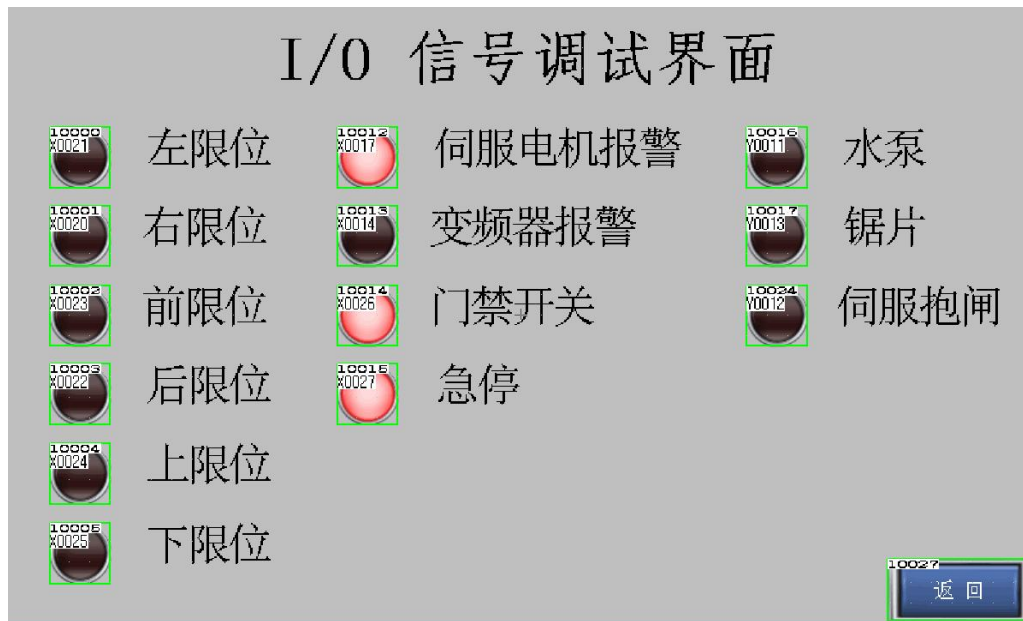 I/O 信号调试界面
10000 X0021 左限位 10012 X0017 伺服电机报警 10016 Y0011 水泵
10001 X0020 右限位 10013 X0014 变频器报警 10017 Y0013 锯片
10002 X0023 前限位 10014 X0026 门禁开关 10024 Y0012 伺服抱闸
10003 X0022 后限位 10015 X0027 急停
10004 X0024 上限位
10005 X0025 下限位
10027 返回